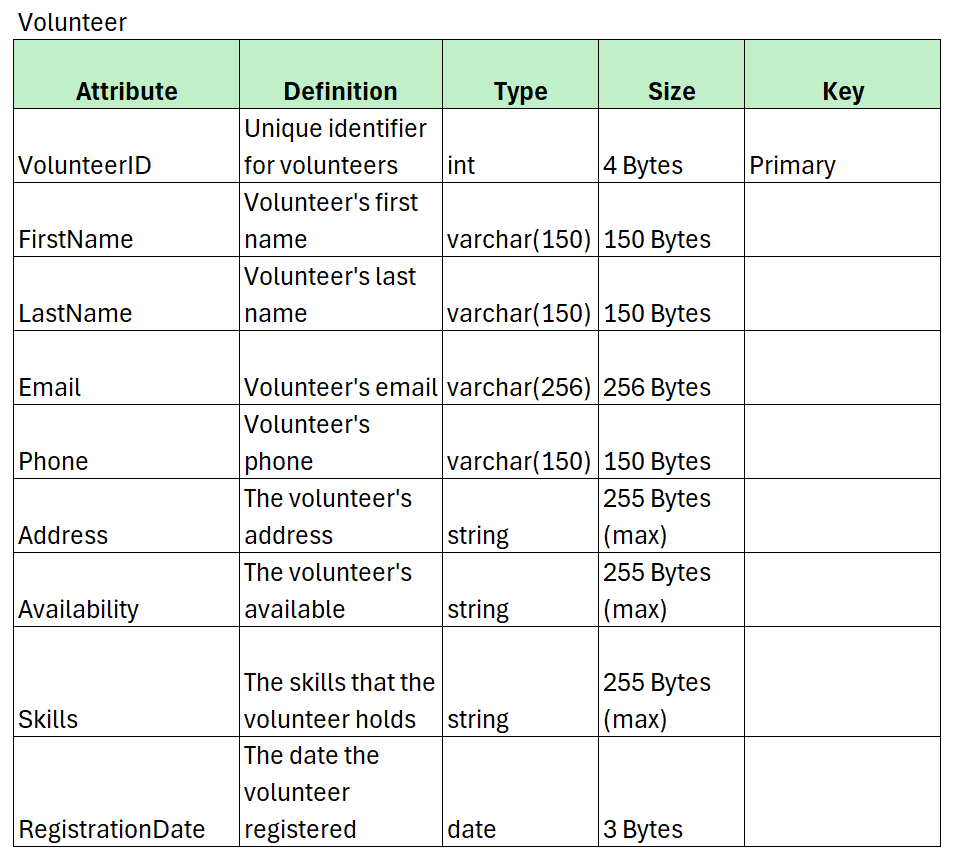 Volunteer
Attribute Definition Type Size Key
Unique identifier
VolunteerID for volunteers int 4 Bytes Primary
Volunteer's first
FirstName name varchar(150) 150 Bytes
Volunteer's last
LastName name varchar(150) 150 Bytes
Email Volunteer's email varchar(256) 256 Bytes
Volunteer's
Phone phone varchar(150) 150 Bytes
The volunteer's 255 Bytes
Address address string (max)
The volunteer's 255 Bytes
Availability available string (max)
The skills that the 255 Bytes
Skills volunteer holds string (max)
The date the
volunteer
RegistrationDate registered date 3 Bytes